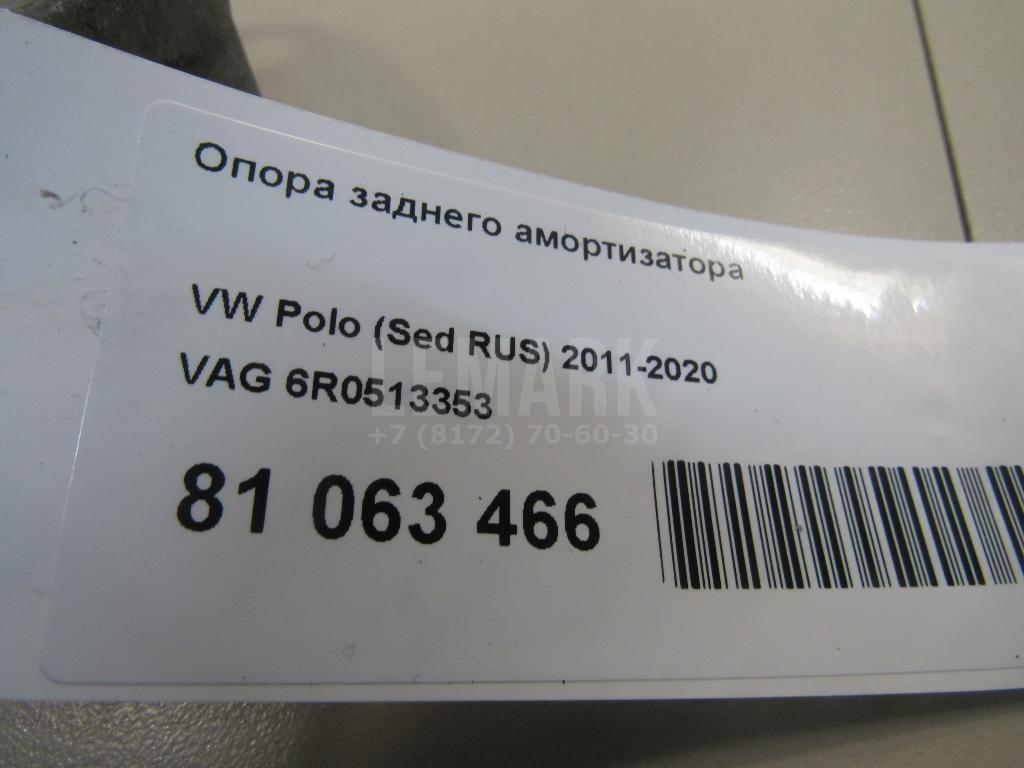 Опора заднего амортизатора
VW Polo (Sed RUS) 2011-2020
VAG 6R0513353
LEMARK
+7 (8172) 70-60-30
81 063 466